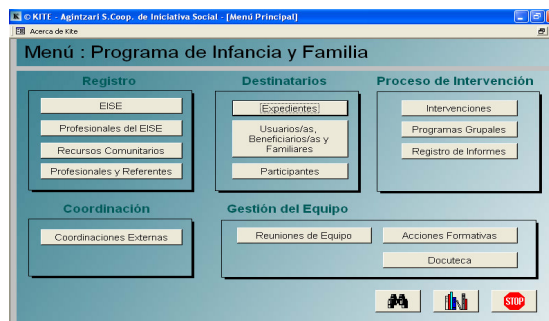 © KITE - Agintzari S.Coop. de Iniciativa Social - [Menú Principal]
Acerca de Kite
Menú : Programa de Infancia y Familia
Registro
EISE
Profesionales del EISE
Recursos Comunitarios
Profesionales y Referentes
Destinatarios
Expedientes
Usuarios/as,
Beneficiarios/as y
Familiares
Participantes
Proceso de Intervención
Intervenciones
Programas Grupales
Registro de Informes
Coordinación
Coordinaciones Externas
Gestión del Equipo
Reuniones de Equipo
Acciones Formativas
Docuteca
STOP